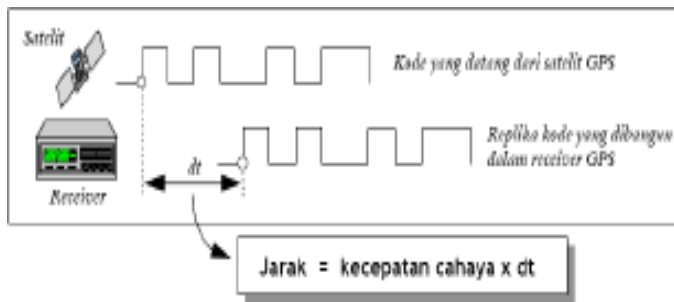 Satelit
Kode yang datang dari satelit GPS
Replika kode yang dibangun
dalam receiver GPS
dt
Receiver
Jarak = kecepatan cahaya x dt